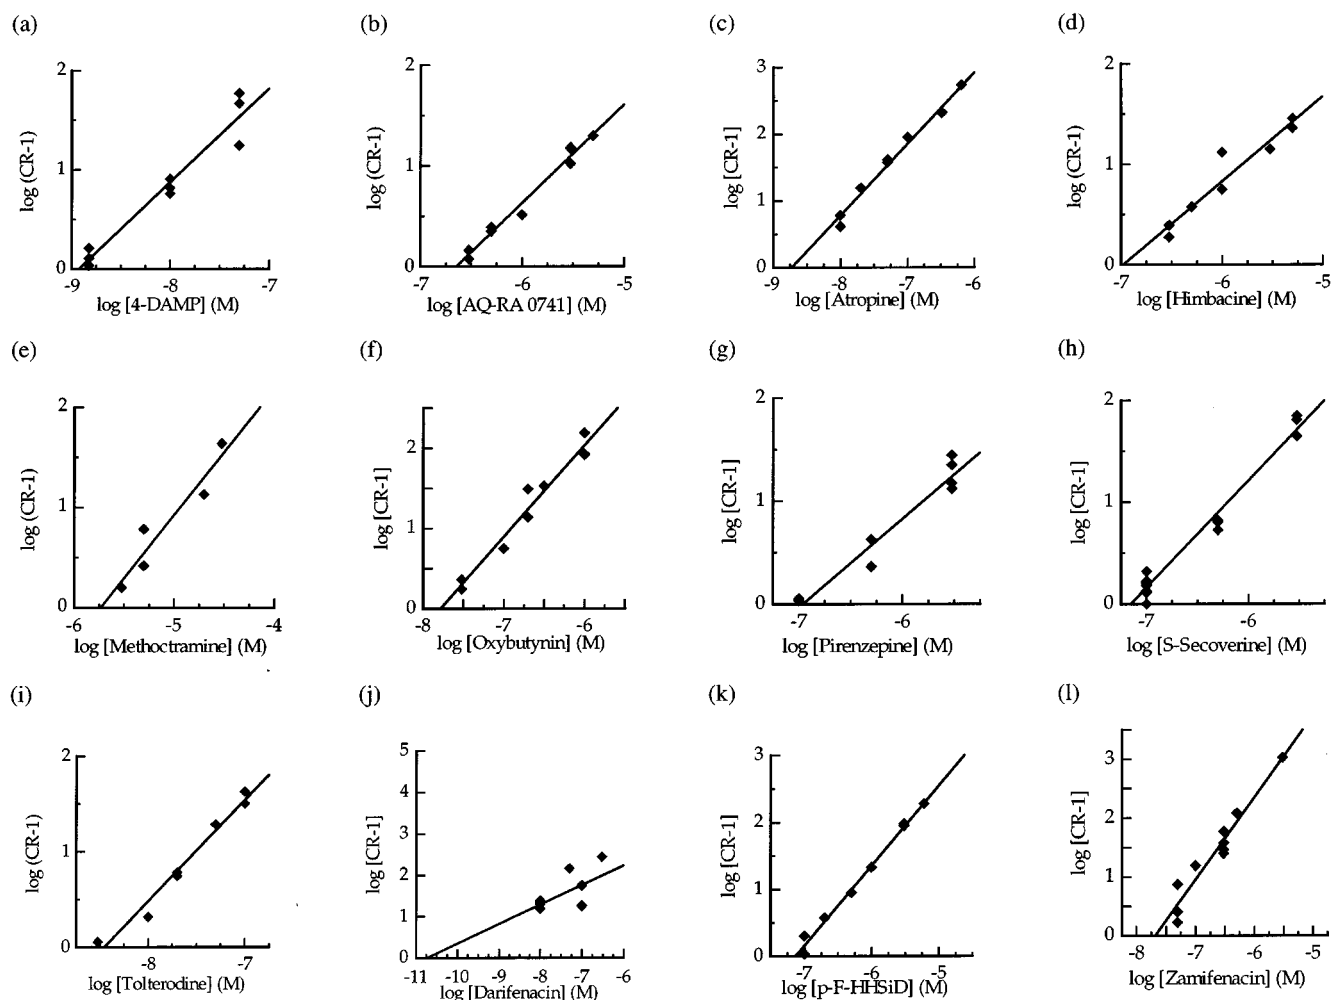 (a)
2
1
0
log (CR-1)
-9 -8 -7
log [4-DAMP] (M)
(b)
2
1
0
log (CR-1)
-7 -6 -5
log [AQ-RA 0741] (M)
(c)
3
2
1
0
log [CR-1]
-9 -8 -7 -6
log [Atropine] (M)
(d)
2
1
0
log (CR-1)
-7 -6 -5
log [Himbacine] (M)
(e)
2
1
0
log (CR-1)
-6 -5 -4
log [Methoctramine] (M)
(f)
2
1
0
log [CR-1]
-8 -7 -6
log [Oxybutynin] (M)
(g)
2
1
0
log [CR-1]
-7 -6
log [Pirenzepine] (M)
(h)
2
1
0
log [CR-1]
-7 -6
log [S-Secoverine] (M)
(i)
2
1
0
log (CR-1)
-8 -7
log [Tolterodine] (M)
(j)
5
2
3
2
1
0
log [CR-1]
-11 -10 -9 -8 -7 -6
log [Darifenacin] (M)
(k)
3
2
1
0
log [CR-1]
-7 -6 -5
log [p-F-HHSiD] (M)
(l)
3
2
1
0
log [CR-1]
-8 -7 -6 -5
log [Zamifenacin] (M)